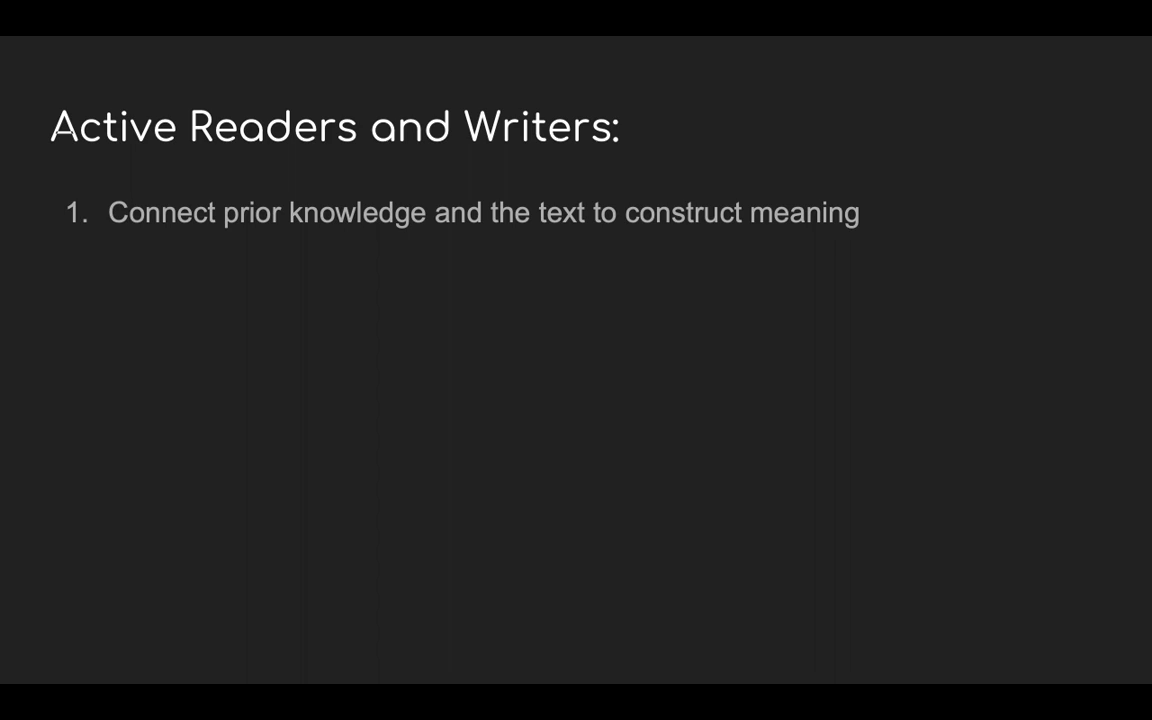 Active Readers and Writers:
1. Connect prior knowledge and the text to construct meaning